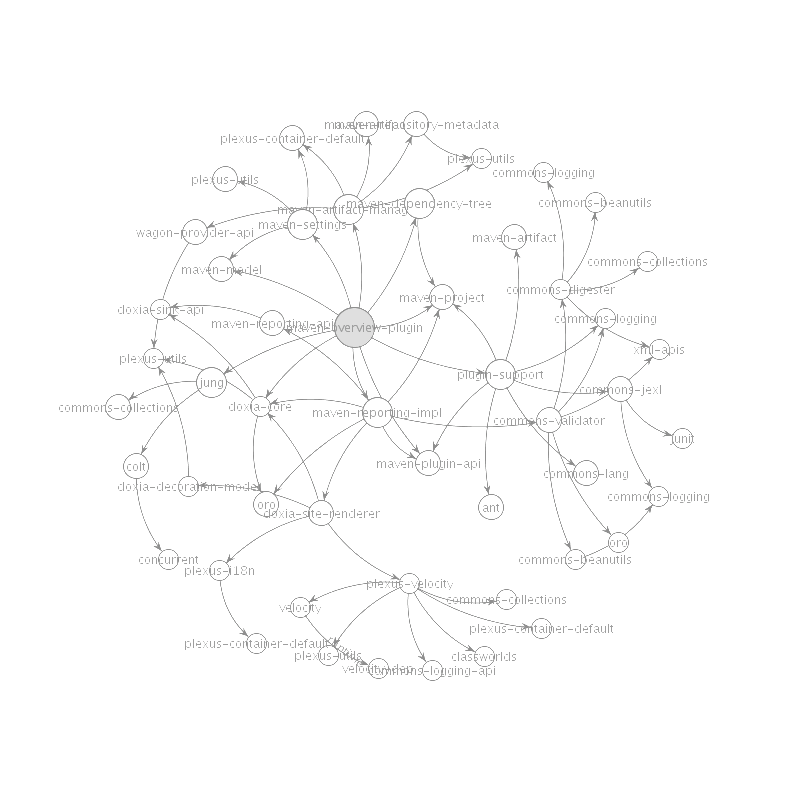 maven-repository-metadata
plexus-container-default
plexus-utils
commons-logging
plexus-utils
commons-beanutils
maven-dependency-tree
maven-settings
wagon-provider-api
maven-artifact
commons-collections
maven-model
commons-digester
maven-project
doxia-sink-api
maven-reporting-api
commons-logging
maven-overview-plugin
xml-apis
plexus-utils
plugin-support
jung
commons-jexl
commons-collections
doxia-core
maven-reporting-impl
commons-validator
junit
colt
maven-plugin-api
commons-lang
doxia-decoration-model
commons-logging
oro
ant
doxia-site-renderer
oro
concurrent
commons-beanutils
plexus-i18n
plexus-velocity
commons-collections
velocity
plexus-container-default
plexus-container-default
plexus-utils
classworlds
velocity-dep
commons-logging-api